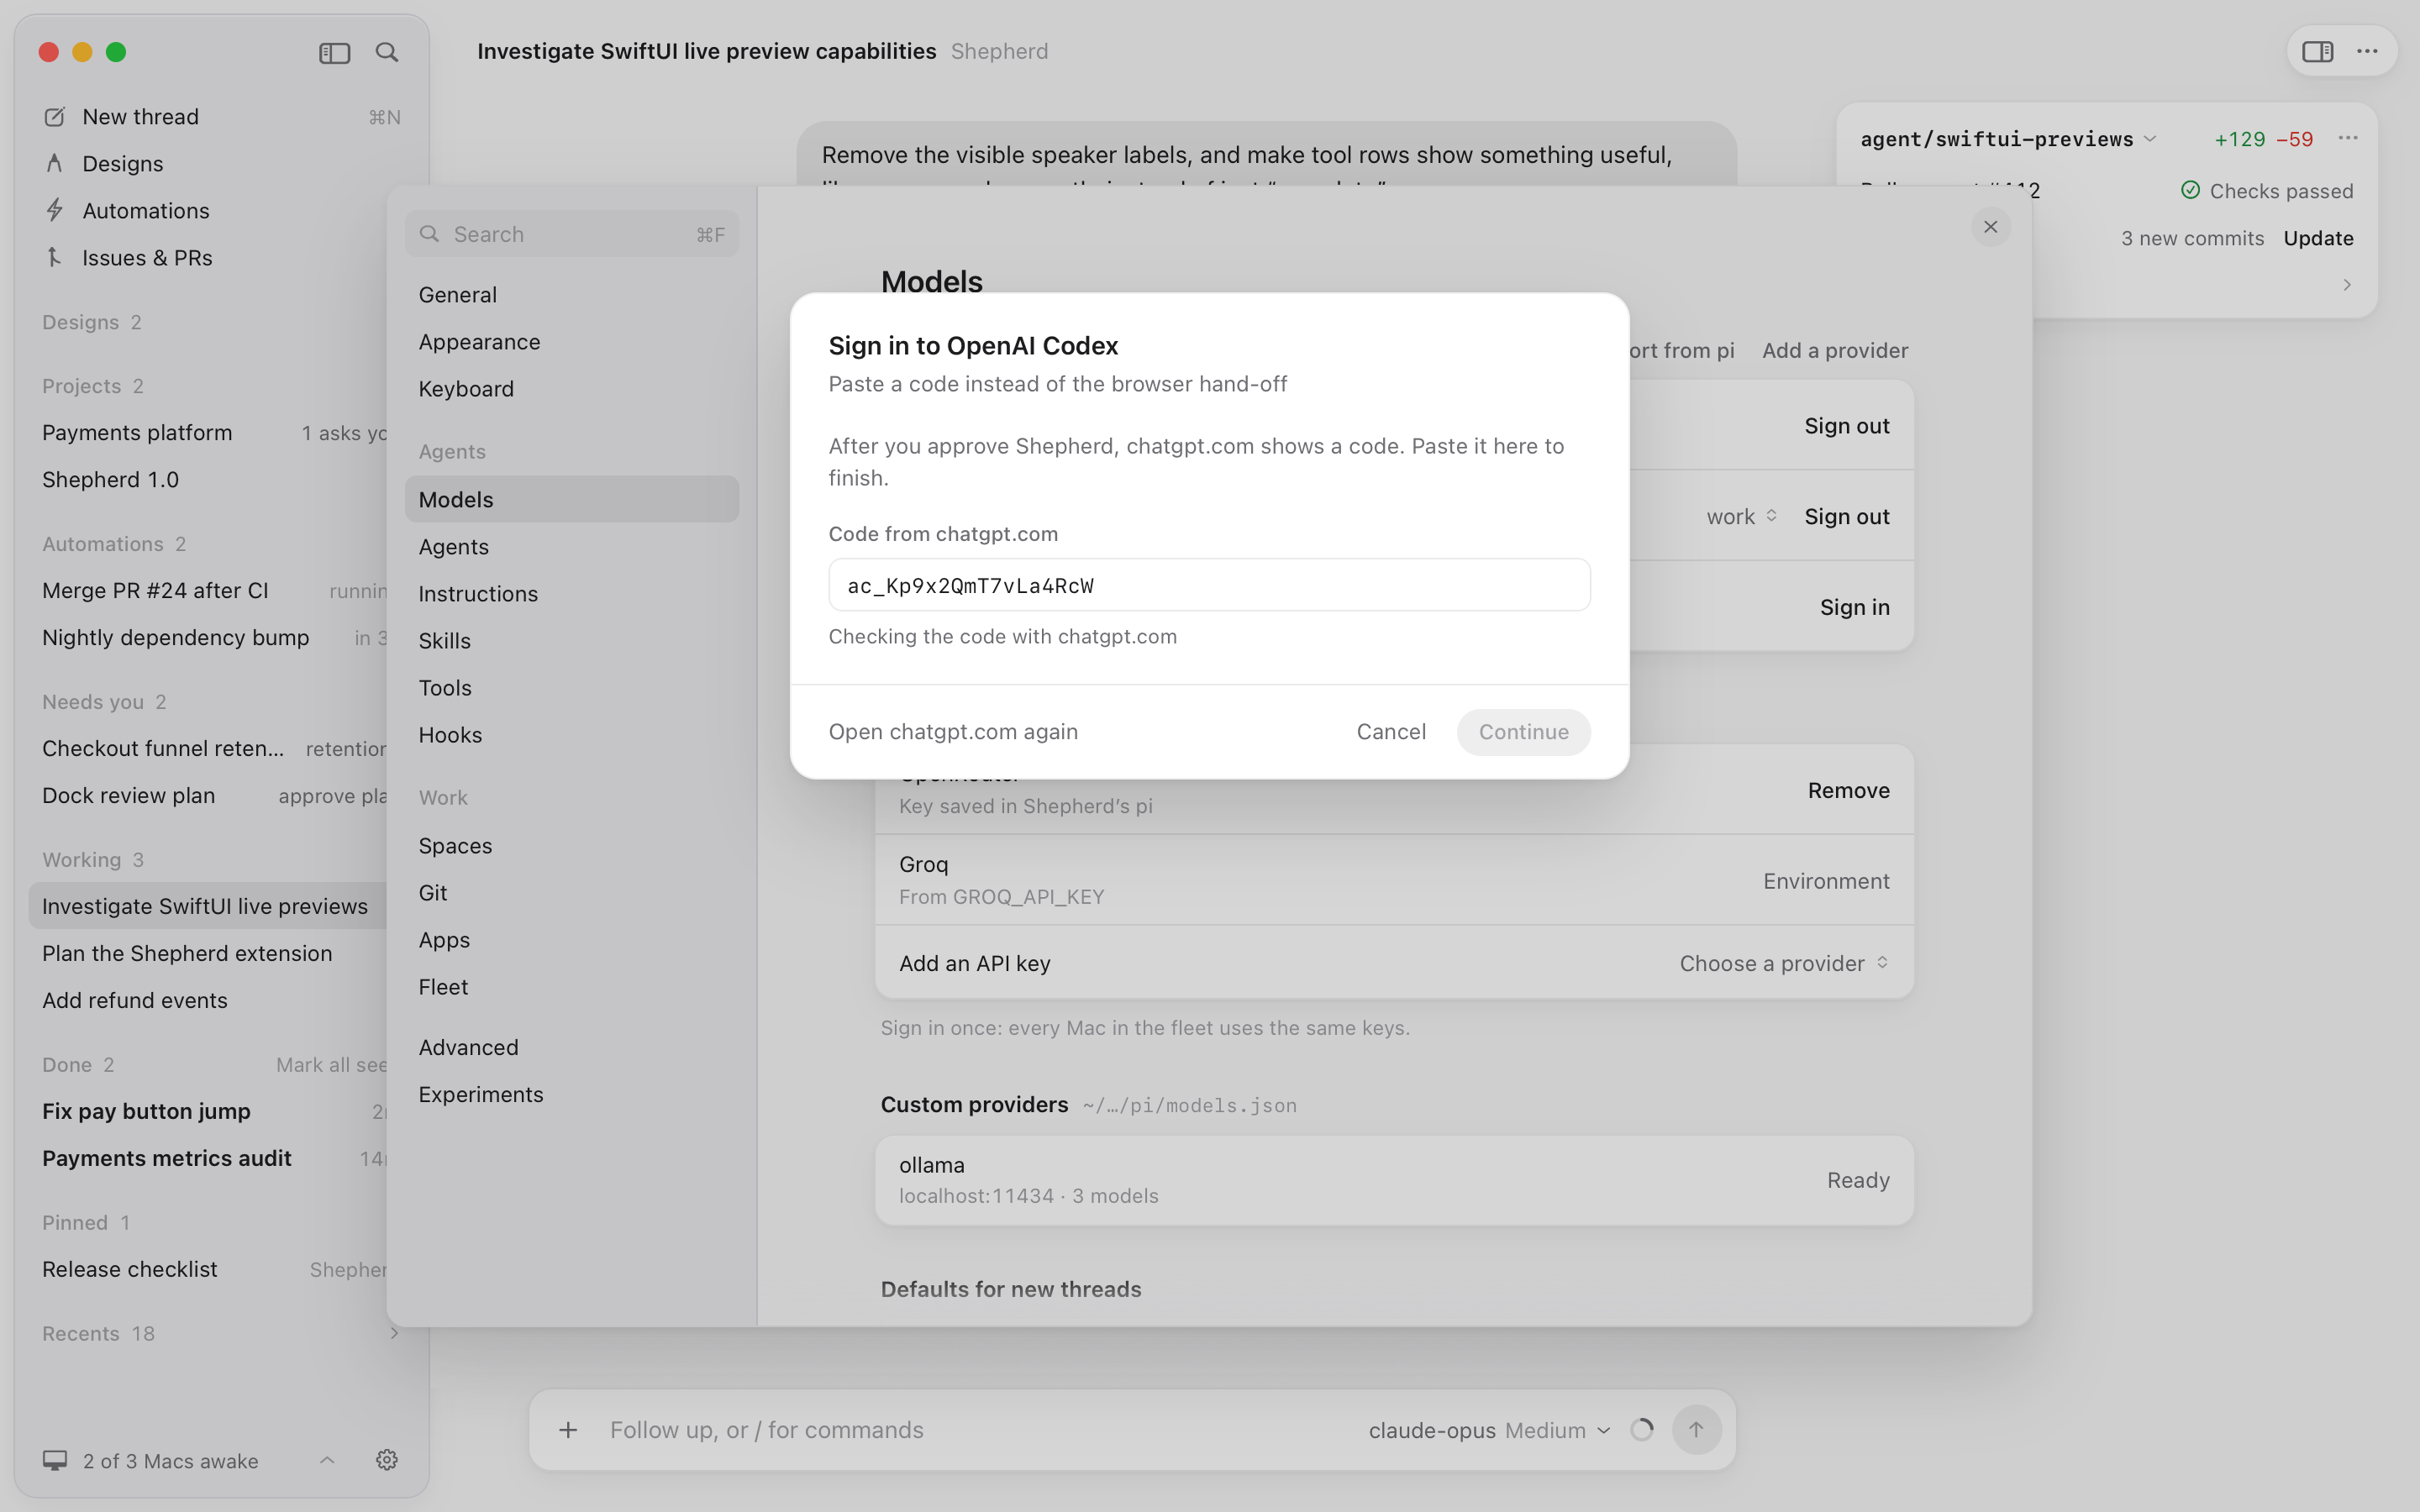 Investigate SwiftUI live preview capabilities Shepherd
New thread ⌘N
Designs
Automations
Issues & PRs
Designs 2
Projects 2
Payments platform 1 asks
Shepherd 1.0
Automations 2
Merge PR #24 after CI
Nightly dependency bump in 3
Needs you 2
Checkout funnel reten…
Dock review plan approve
Working 3
Investigate SwiftUI live previews
Plan the Shepherd extension
Add refund events
Done 2 Mark all
Fix pay button jump
Payments metrics audit
Pinned 1
Release checklist
Recents 18
2 of 3 Macs awake
Remove the visible speaker labels, and make tool rows show something useful,
agent/swiftui-previews +129 −59
Checks passed
3 new commits Update
Search ⌘F
General
Appearance
Keyboard
Agents
Models
Agents
Instructions
Skills
Tools
Hooks
Work
Spaces
Git
Apps
Fleet
Advanced
Experiments
Models
from pi Add a provider
Sign out
work Sign out
Sign in
Sign in to OpenAI Codex
Paste a code instead of the browser hand-off
After you approve Shepherd, chatgpt.com shows a code. Paste it here to
finish.
Code from chatgpt.com
ac_Kp9x2QmT7vLa4RcW
Checking the code with chatgpt.com
Open chatgpt.com again Cancel Continue
Key saved in Shepherd’s pi Remove
Groq
From GROQ_API_KEY Environment
Add an API key Choose a provider
Sign in once: every Mac in the fleet uses the same keys.
Custom providers ~/…/pi/models.json
ollama
localhost:11434 · 3 models Ready
Defaults for new threads
Follow up, or / for commands claude-opus Medium